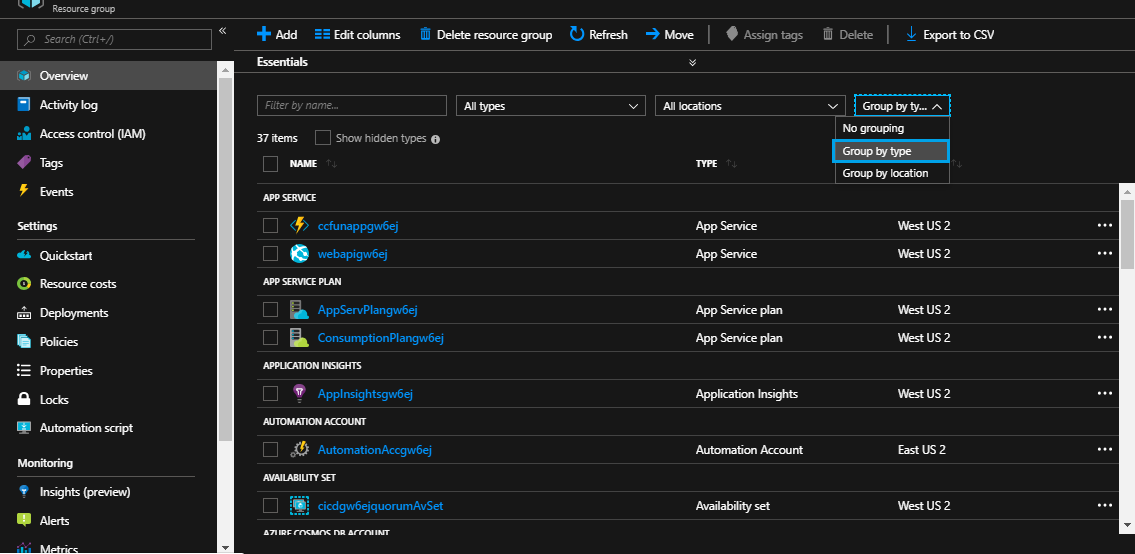 Resource group
Search (Ctrl+/)
«
Overview
Activity log
Access control (IAM)
Tags
Events
Settings
Quickstart
Resource costs
Deployments
Policies
Properties
Locks
Automation script
Monitoring
Insights (preview)
Alerts
Metrics
Add Edit columns Delete resource group Refresh Move Assign tags Delete Export to CSV
Essentials
Filter by name... All types All locations Group by ty...
No grouping
Group by type
Group by location
37 items Show hidden types
NAME TYPE
APP SERVICE
ccfunappgw6ej App Service West US 2 •••
webapigw6ej App Service West US 2 •••
APP SERVICE PLAN
AppServPlangw6ej App Service plan West US 2 •••
ConsumptionPlangw6ej App Service plan West US 2 •••
APPLICATION INSIGHTS
AppInsightsgw6ej Application Insights West US 2 •••
AUTOMATION ACCOUNT
AutomationAccgw6ej Automation Account East US 2 •••
AVAILABILITY SET
cicdgw6ejquorumAvSet Availability set West US 2 •••
AZURE COSMOS DB ACCOUNT